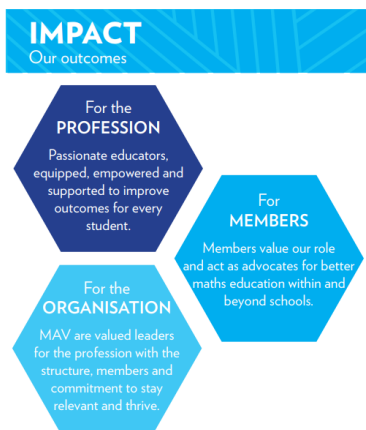 IMPACT
Our outcomes
For the
PROFESSION
Passionate educators,
equipped, empowered and
supported to improve
outcomes for every
student.
For
MEMBERS
Members value our role
and act as advocates for better
maths education within and
beyond schools.
For the
ORGANISATION
MAV are valued leaders
for the profession with the
structure, members and
commitment to stay
relevant and thrive.